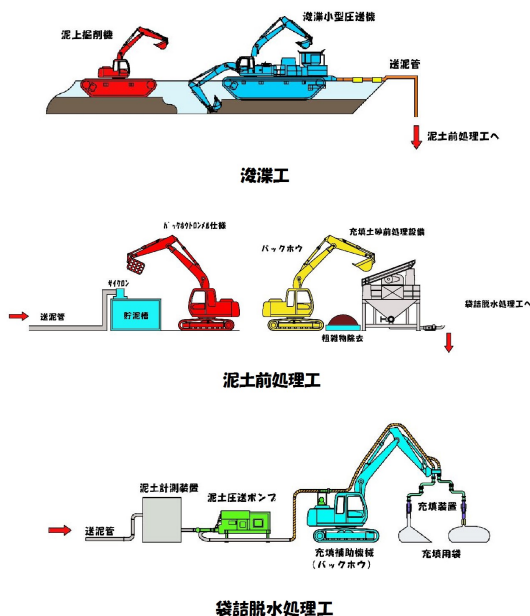 泥上掘削機
浚渫小型圧送機
送泥管
泥土前処理工へ
浚渫工
バックホウトロンメル仕様
充填土砂前処理設備
バックホウ
サイクロン
送泥管
貯泥槽
袋詰脱水処理工へ
粗雑物除去
泥土前処理工
泥土計測装置
泥土圧送ポンプ
充填装置
送泥管
充填補助機械
(バックホウ)
充填用袋
袋詰脱水処理工